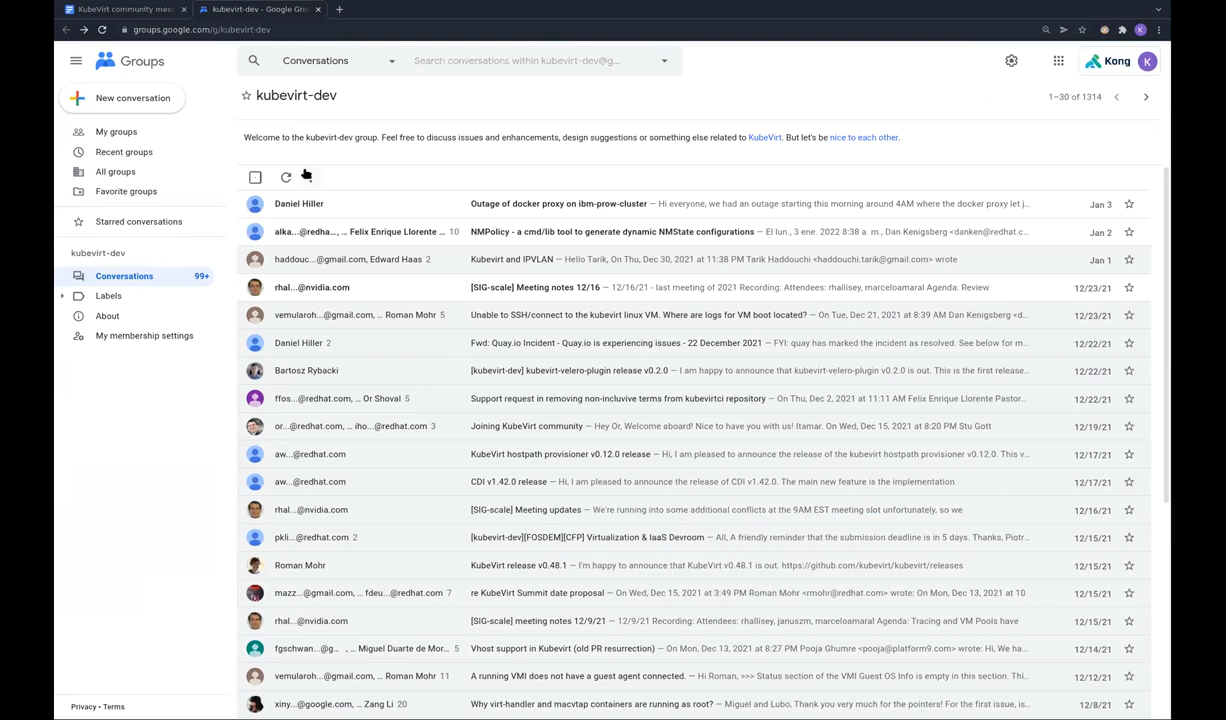 KubeVirt community mee
kubevirt-dev - Google Gro
groups.google.com/g/kubevirt-dev
K
Groups
Conversations
Search conversations within kubevirt-dev@g...
Kong
K
New conversation
kubevirt-dev
1–30 of 1314
My groups
Recent groups
All groups
Favorite groups
Starred conversations
kubevirt-dev
Conversations 99+
Labels
About
My membership settings
Privacy • Terms
Welcome to the kubevirt-dev group. Feel free to discuss issues and enhancements, design suggestions or something else related to KubeVirt. But let's be nice to each other.
Daniel Hiller Outage of docker proxy on ibm-prow-cluster — Hi everyone, we had an outage starting this morning around 4AM where the docker proxy let j... Jan 3
alka...@redha..., ... Felix Enrique Llorente ... 10 NMPolicy - a cmd/lib tool to generate dynamic NMState configurations — El lun., 3 ene. 2022 8:38 a. m., Dan Kenigsberg <danken@redhat.c... Jan 2
haddouc...@gmail.com, Edward Haas 2 Kubevirt and IPVLAN — Hello Tarik, On Thu, Dec 30, 2021 at 11:38 PM Tarik Haddouchi <haddouchi.tarik@gmail.com> wrote Jan 1
rhal...@nvidia.com [SIG-scale] Meeting notes 12/16 — 12/16/21 - last meeting of 2021 Recording: Attendees: rhallisey, marceloamaral Agenda: Review 12/23/21
vemularoh...@gmail.com, ... Roman Mohr 5 Unable to SSH/connect to the kubevirt linux VM. Where are logs for VM boot located? — On Tue, Dec 21, 2021 at 8:39 AM Dan Kenigsberg <d... 12/23/21
Daniel Hiller 2 Fwd: Quay.io Incident - Quay.io is experiencing issues - 22 December 2021 — FYI: quay has marked the incident as resolved. See below for m... 12/22/21
Bartosz Rybacki [kubevirt-dev] kubevirt-velero-plugin release v0.2.0 — I am happy to announce that kubevirt-velero-plugin v0.2.0 is out. This is the first release... 12/22/21
ffos...@redhat.com, ... Or Shoval 5 Support request in removing non-incluvive terms from kubevirtci repository — On Thu, Dec 2, 2021 at 11:11 AM Felix Enrique Llorente Pastor... 12/22/21
or...@redhat.com, ... iho...@redhat.com 3 Joining KubeVirt community — Hey Or, Welcome aboard! Nice to have you with us! Itamar. On Wed, Dec 15, 2021 at 8:20 PM Stu Gott 12/19/21
aw...@redhat.com KubeVirt hostpath provisioner v0.12.0 release — Hi, I am pleased to announce the release of the kubevirt hostpath provisioner v0.12.0. This v... 12/17/21
aw...@redhat.com CDI v1.42.0 release — Hi, I am pleased to announce the release of CDI v1.42.0. The main new feature is the implementation 12/17/21
rhal...@nvidia.com [SIG-scale] Meeting updates — We're running into some additional conflicts at the 9AM EST meeting slot unfortunately, so we 12/16/21
pkli...@redhat.com 2 [kubevirt-dev][FOSDEM][CFP] Virtualization & IaaS Devroom — All, A friendly reminder that the submission deadline is in 5 days. Thanks, Piotr... 12/15/21
Roman Mohr KubeVirt release v0.48.1 — I'm happy to announce that KubeVirt v0.48.1 is out. https://github.com/kubevirt/kubevirt/releases 12/15/21
mazz...@gmail.com, ... fdeu...@redhat.com 7 re KubeVirt Summit date proposal — On Wed, Dec 15, 2021 at 3:49 PM Roman Mohr <rmohr@redhat.com> wrote: On Mon, Dec 13, 2021 at 10 12/15/21
rhal...@nvidia.com [SIG-scale] meeting notes 12/9/21 — 12/9/21 Recording: Attendees: rhallisey, januszm, marceloamaral Agenda: Tracing and VM Pools have 12/15/21
fgschwan...@g... , ... Miguel Duarte de Mor... 5 Vhost support in Kubevirt (old PR resurrection) — On Mon, Dec 13, 2021 at 8:27 PM Pooja Ghumre <pooja@platform9.com> wrote: Hi, We ha... 12/14/21
vemularoh...@gmail.com, ... Roman Mohr 11 A running VMI does not have a guest agent connected. — Hi Roman, >>> Status section of the VMI Guest OS Info is empty in this section. Thi... 12/12/21
xiny...@google.com, ... Zang Li 20 Why virt-handler and macvtap containers are running as root? — Miguel and Lubo, Thank you very much for the pointers! For the first issue, is... 12/8/21